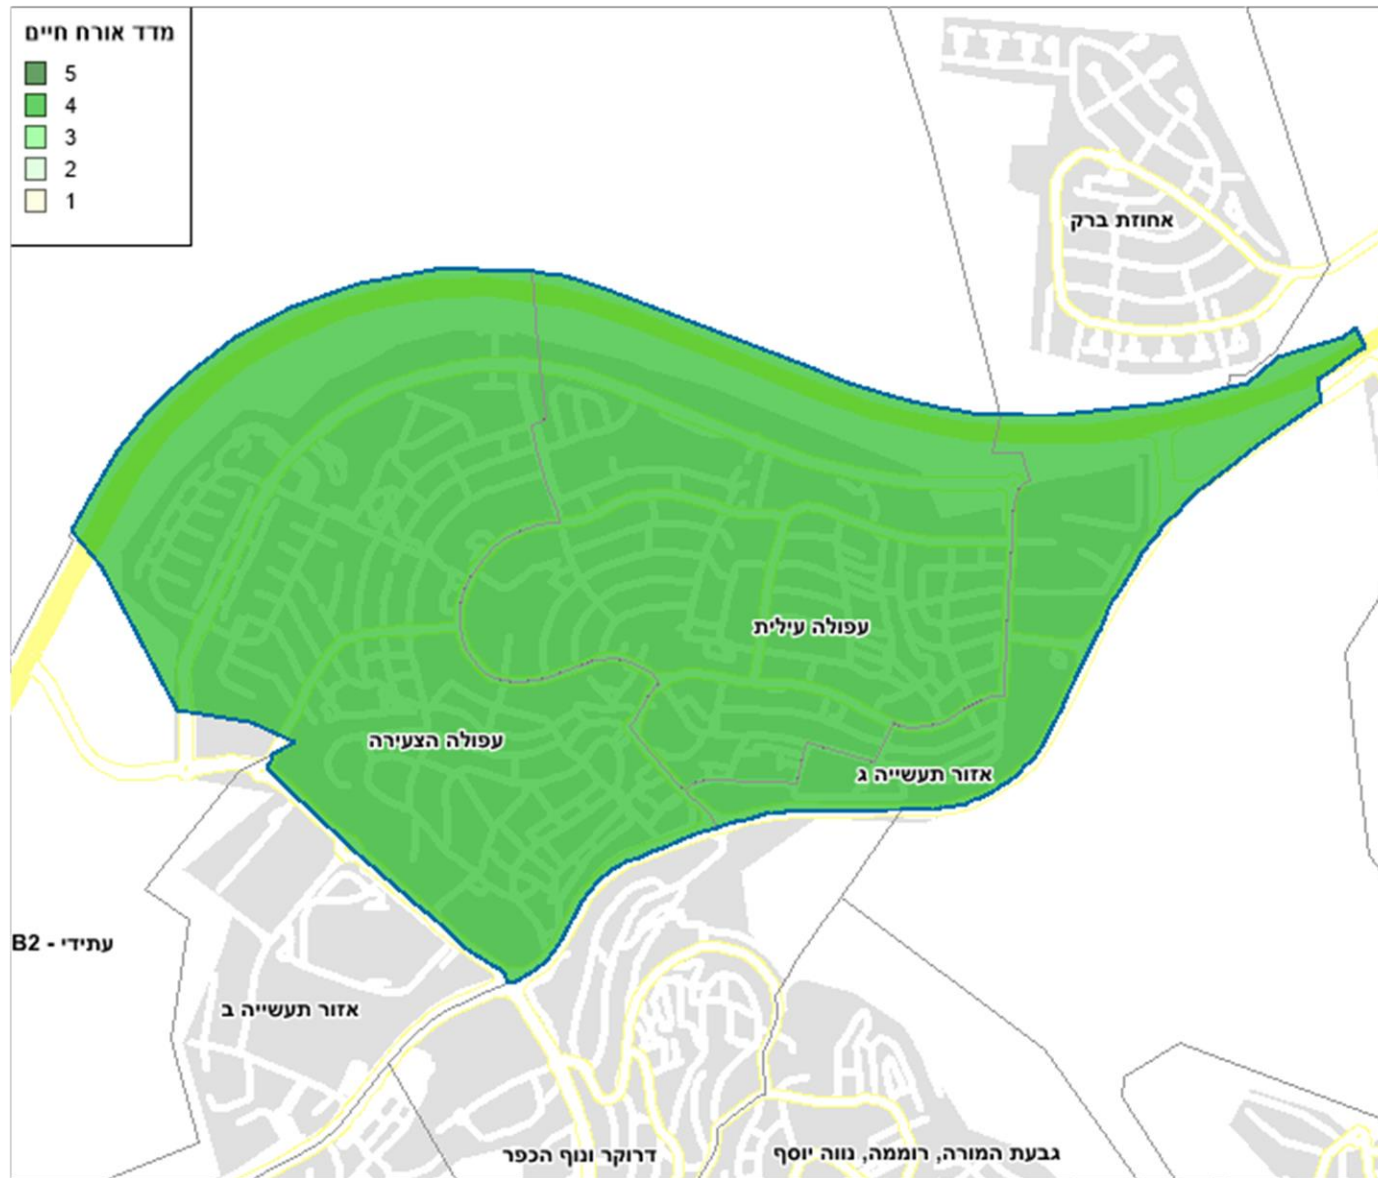 מדד אורח חיים
5
4
3
2
1
אחוזת ברק
עפולה עילית
עפולה הצעירה
אזור תעשייה ג
עתידי - B2
אזור תעשייה ב
דרוקר ונוף הכפר
גבעת המורה, רוממה, נווה יוסף